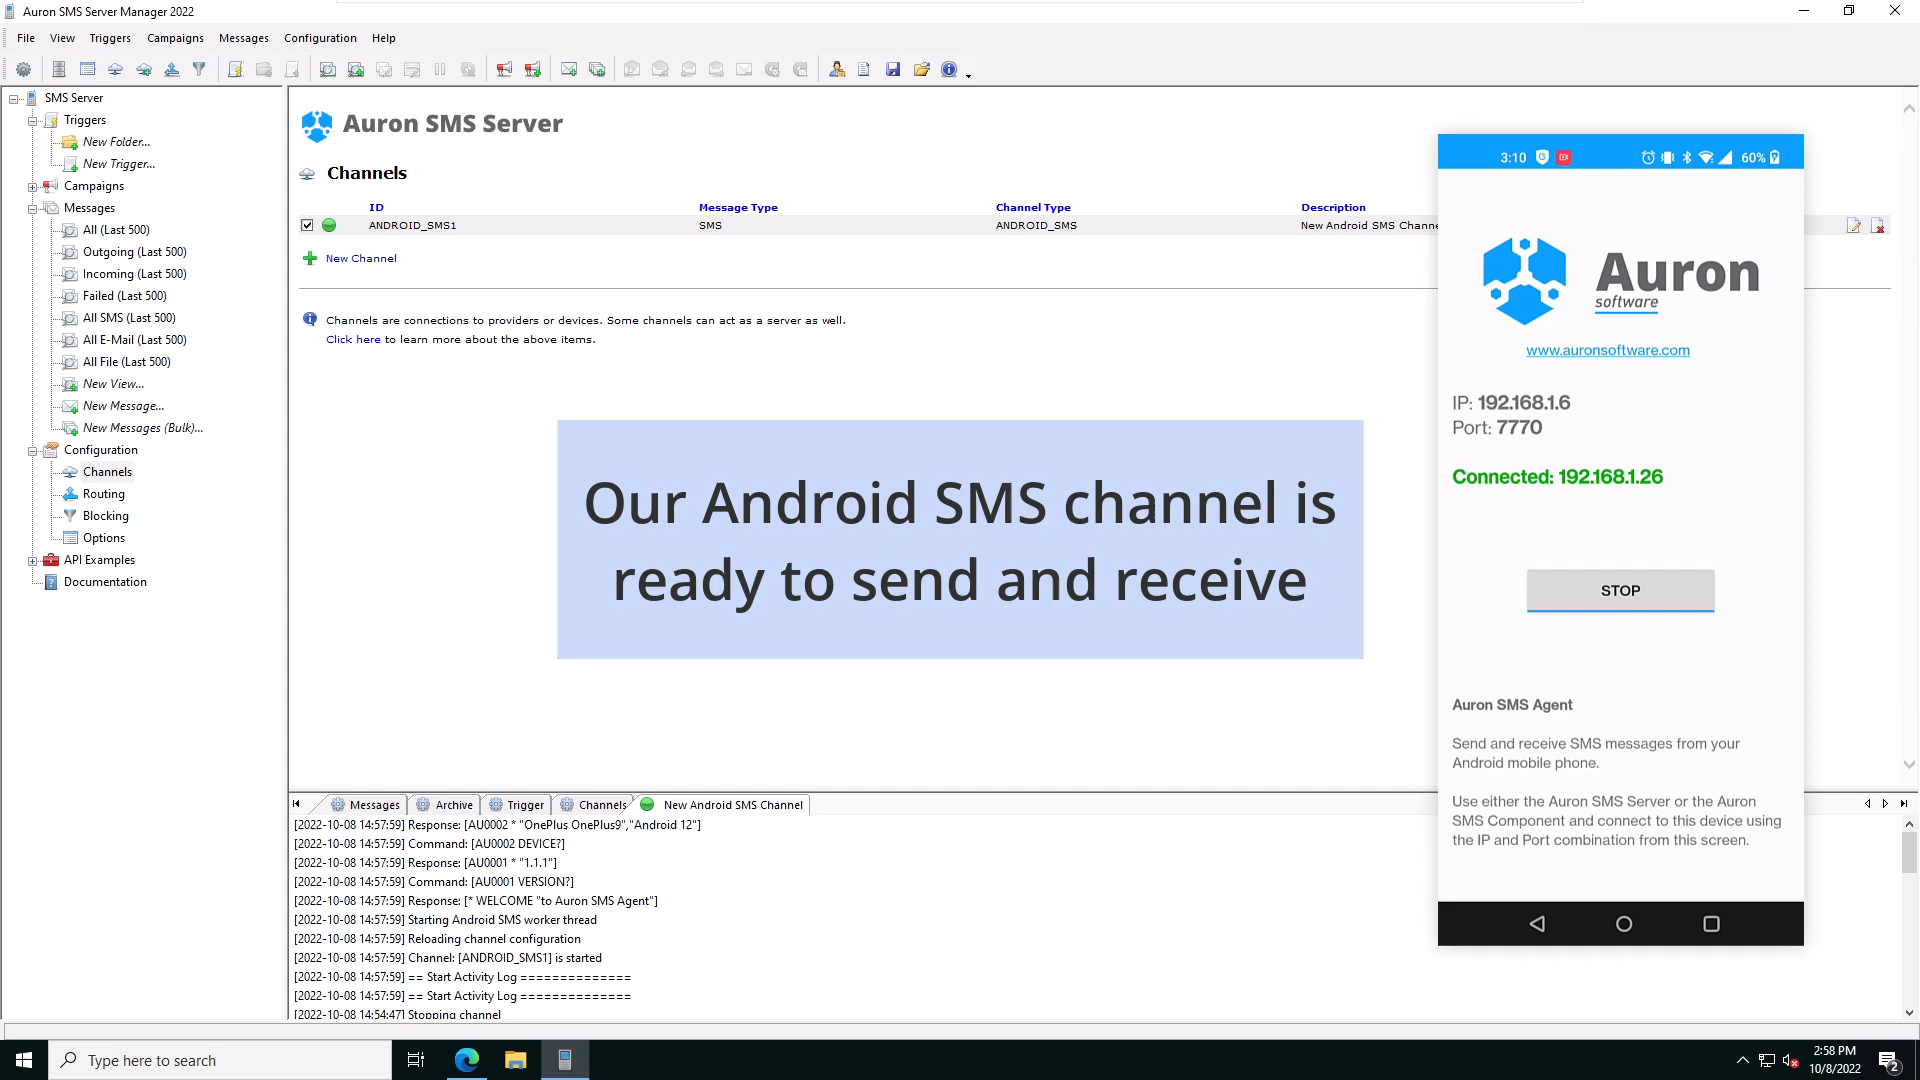 Auron SMS Server Manager 2022
File View Triggers Campaigns Messages Configuration Help
SMS Server
Triggers
New Folder...
New Trigger...
Campaigns
Messages
All (Last 500)
Outgoing (Last 500)
Incoming (Last 500)
Failed (Last 500)
All SMS (Last 500)
All E-Mail (Last 500)
All File (Last 500)
New View...
New Message...
New Messages (Bulk)...
Configuration
Channels
Routing
Blocking
Options
API Examples
Documentation
Auron SMS Server
Channels
ID Message Type Channel Type Description
ANDROID_SMS1 SMS ANDROID_SMS New Android SMS Channe
New Channel
Channels are connections to providers or devices. Some channels can act as a server as well.
Click here to learn more about the above items.
Our Android SMS channel is
ready to send and receive
3:10 60%
Auron
software
www.auronsoftware.com
IP: 192.168.1.6
Port: 7770
Connected: 192.168.1.26
STOP
Auron SMS Agent
Send and receive SMS messages from your
Android mobile phone.
Use either the Auron SMS Server or the Auron
SMS Component and connect to this device using
the IP and Port combination from this screen.
Messages Archive Trigger Channels New Android SMS Channel
[2022-10-08 14:57:59] Response: [AU0002 * "OnePlus OnePlus9","Android 12"]
[2022-10-08 14:57:59] Command: [AU0002 DEVICE?]
[2022-10-08 14:57:59] Response: [AU0001 * "1.1.1"]
[2022-10-08 14:57:59] Command: [AU0001 VERSION?]
[2022-10-08 14:57:59] Response: [* WELCOME "to Auron SMS Agent"]
[2022-10-08 14:57:59] Starting Android SMS worker thread
[2022-10-08 14:57:59] Reloading channel configuration
[2022-10-08 14:57:59] Channel: [ANDROID_SMS1] is started
[2022-10-08 14:57:59] == Start Activity Log ==============
[2022-10-08 14:57:59] == Start Activity Log ==============
[2022-10-08 14:54:47] Stopping channel
Type here to search
2:58 PM
10/8/2022
2